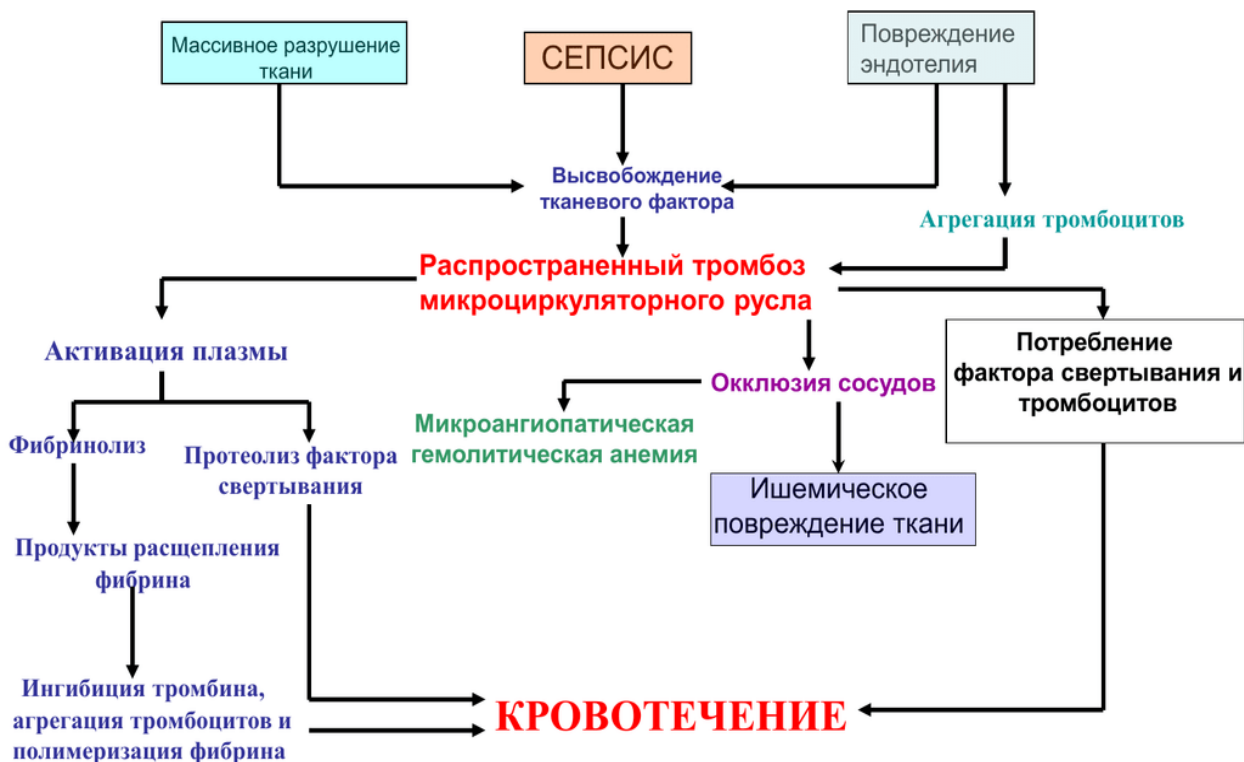 Массивное разрушение
ткани
СЕПСИС
Повреждение
эндотелия
Высвобождение
тканевого фактора
Агрегация тромбоцитов
Распространенный тромбоз
микроциркуляторного русла
Активация плазмы
Потребление
фактора свертывания и
тромбоцитов
Окклюзия сосудов
Микроангиопатическая
гемолитическая анемия
Фибринолиз
Протеолиз фактора
свертывания
Ишемическое
повреждение ткани
Продукты расщепления
фибрина
Ингибиция тромбина,
агрегация тромбоцитов и
полимеризация фибрина
КРОВОТЕЧЕНИЕ